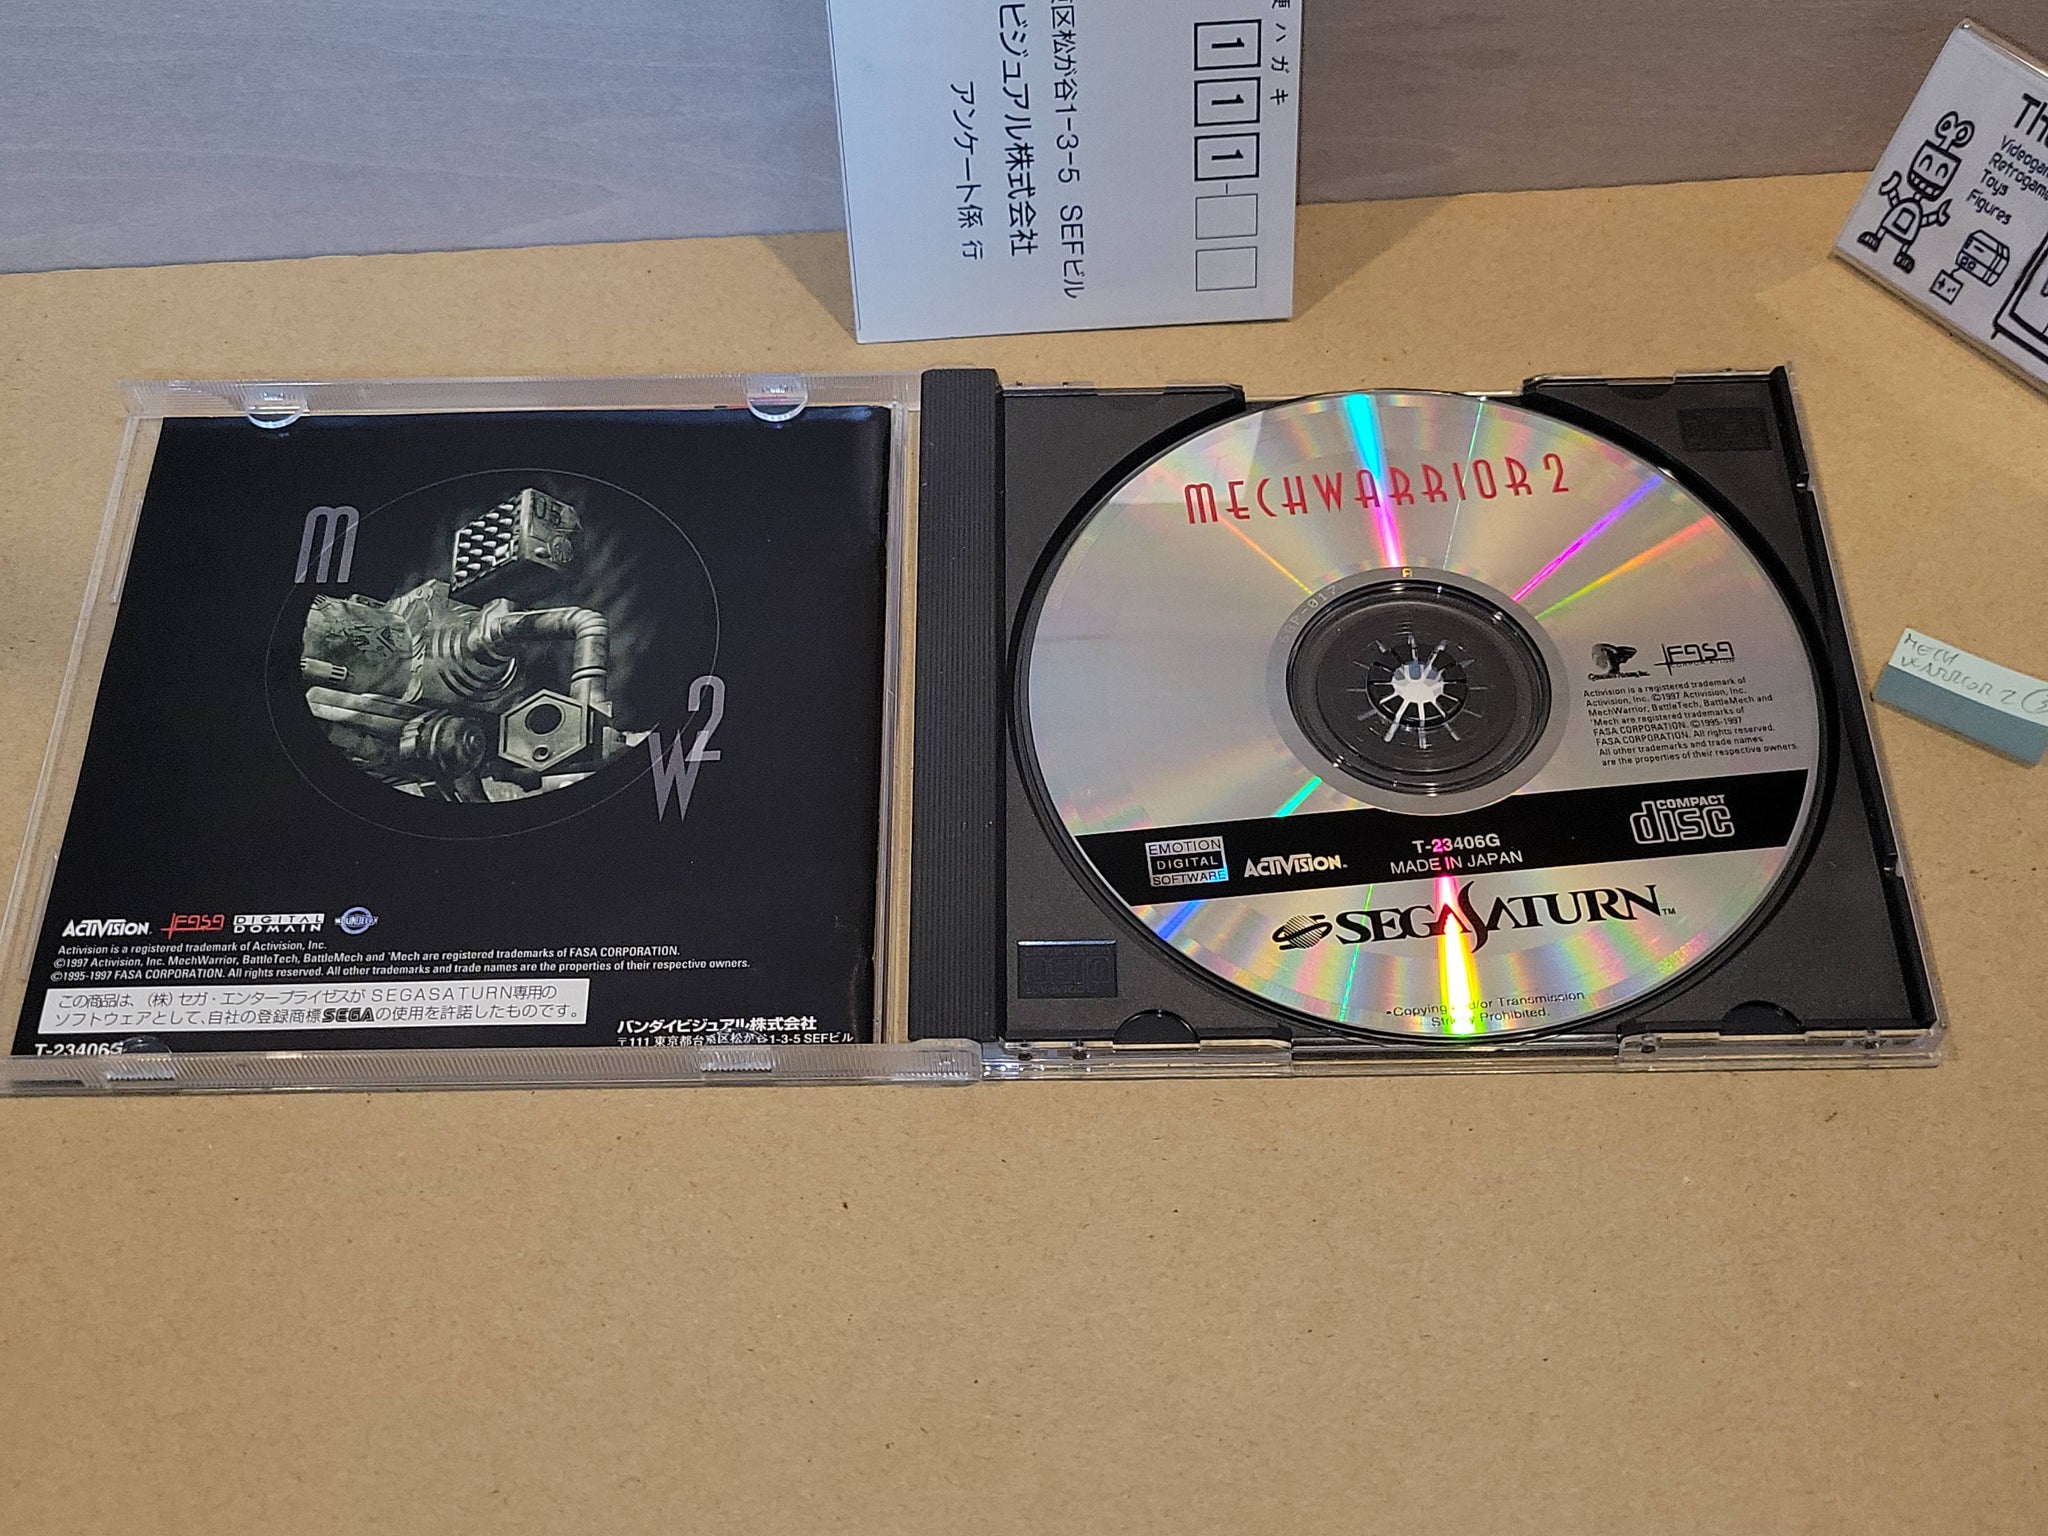 ハガキ
1 1 1
区松が谷1-3-5 SEFビル
ビジュアル株式会社
アンケート係 行
Toys
Figures
MECH
WARRIOR 2
M
W2
ACTIVISION.
FASA
DIGITAL
DOMAIN
Activision is a registered trademark of Activision, Inc.
©1997 Activision, Inc. MechWarrior, BattleTech, BattleMech and 'Mech are registered trademarks of FASA CORPORATION.
©1995-1997 FASA CORPORATION. All rights reserved. All other trademarks and trade names are the properties of their respective owners.
この商品は、(株)セガ・エンタープライゼスがSEGASATURN専用の
ソフトウェアとして、自社の登録商標SEGAの使用を許諾したものです。
T-23406G
バンダイビジュアル株式会社
〒111 東京都台東区松が谷1-3-5 SEFビル
MECHWARRIOR 2
FASA
CORPORATION
Activision is a registered trademark of
Activision, Inc. ©1997 Activision, Inc.
MechWarrior, BattleTech, BattleMech and
'Mech are registered trademarks of
FASA CORPORATION. ©1995-1997
FASA CORPORATION. All rights reserved.
All other trademarks and trade names
are the properties of their respective owners.
EMOTION
DIGITAL
SOFTWARE
ACTIVISION.
T-23406G
MADE IN JAPAN
COMPACT
disc
SEGASATURN™
Copying and/or Transmission
Strictly Prohibited.